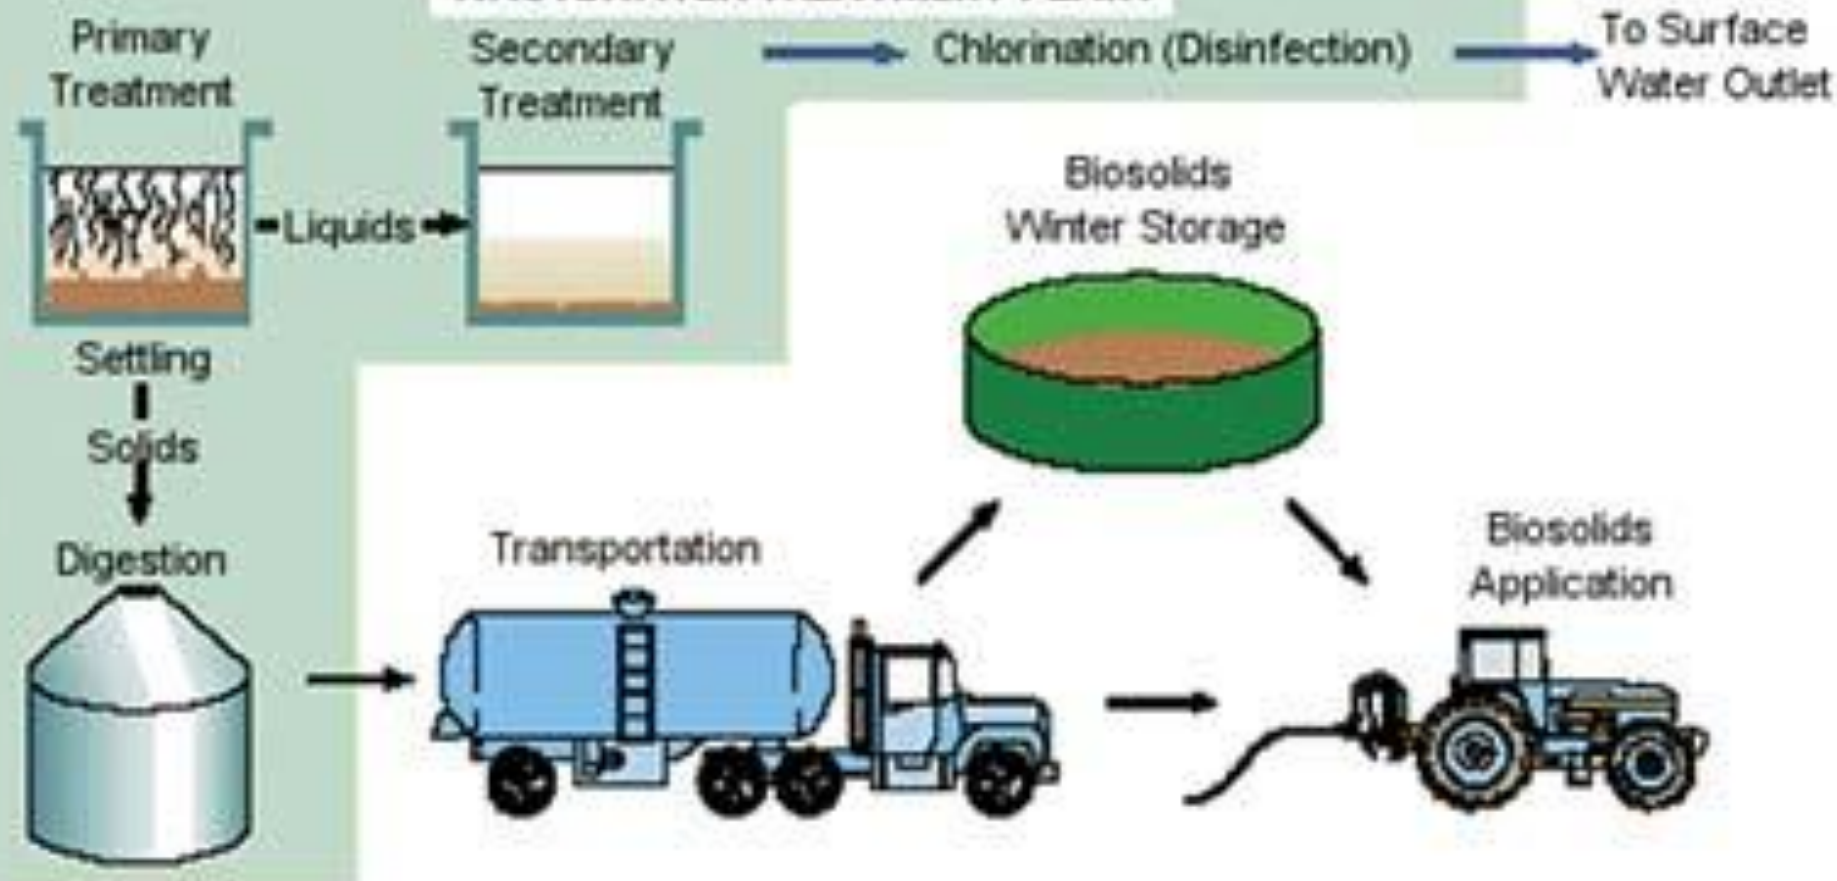 Primary
Treatment
Secondary
Treatment
Chlorination (Disinfection)
To Surface
Water Outlet
Liquids
Biosolids
Winter Storage
Settling
Solids
Digestion
Transportation
Biosolids
Application